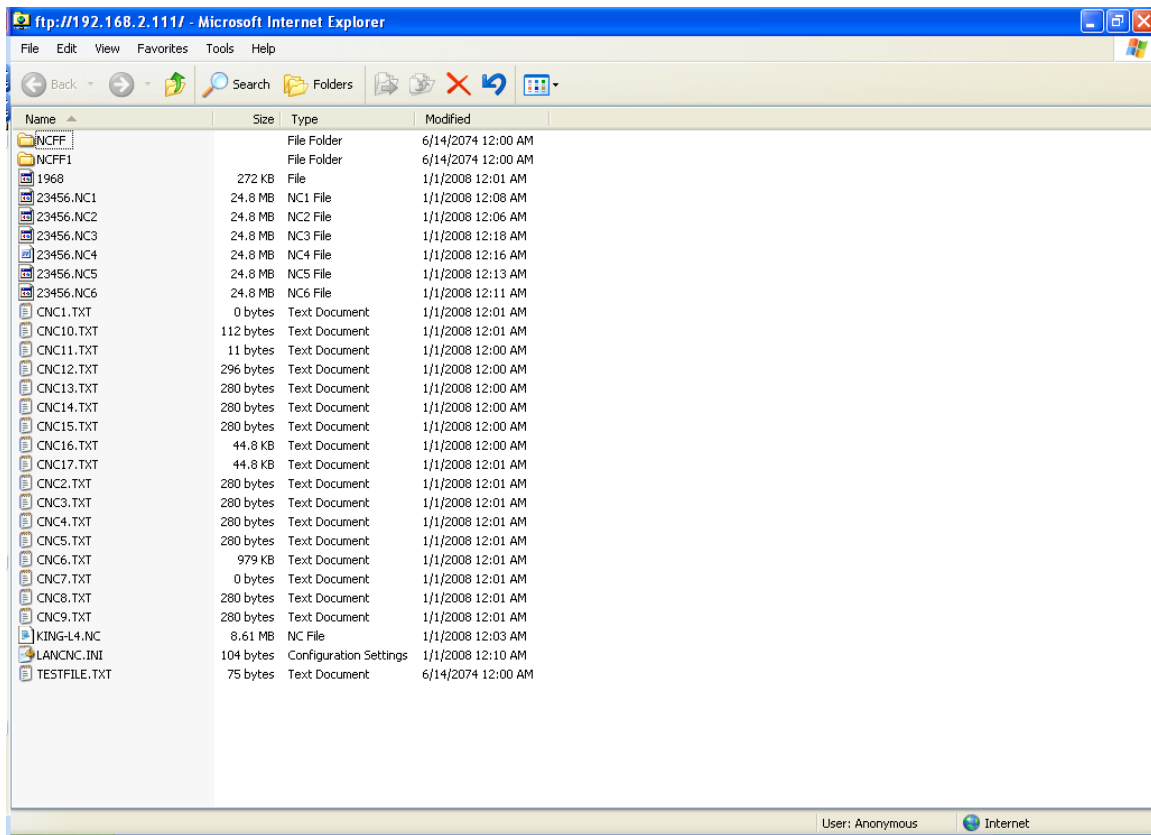 ftp://192.168.2.111/ - Microsoft Internet Explorer
File Edit View Favorites Tools Help
Back Search Folders
Name Size Type Modified
NCFF File Folder 6/14/2074 12:00 AM
NCFF1 File Folder 6/14/2074 12:00 AM
1968 272 KB File 1/1/2008 12:01 AM
23456.NC1 24.8 MB NC1 File 1/1/2008 12:08 AM
23456.NC2 24.8 MB NC2 File 1/1/2008 12:06 AM
23456.NC3 24.8 MB NC3 File 1/1/2008 12:18 AM
23456.NC4 24.8 MB NC4 File 1/1/2008 12:16 AM
23456.NC5 24.8 MB NC5 File 1/1/2008 12:13 AM
23456.NC6 24.8 MB NC6 File 1/1/2008 12:11 AM
CNC1.TXT 0 bytes Text Document 1/1/2008 12:01 AM
CNC10.TXT 112 bytes Text Document 1/1/2008 12:01 AM
CNC11.TXT 11 bytes Text Document 1/1/2008 12:00 AM
CNC12.TXT 296 bytes Text Document 1/1/2008 12:00 AM
CNC13.TXT 280 bytes Text Document 1/1/2008 12:00 AM
CNC14.TXT 280 bytes Text Document 1/1/2008 12:00 AM
CNC15.TXT 280 bytes Text Document 1/1/2008 12:00 AM
CNC16.TXT 44.8 KB Text Document 1/1/2008 12:00 AM
CNC17.TXT 44.8 KB Text Document 1/1/2008 12:01 AM
CNC2.TXT 280 bytes Text Document 1/1/2008 12:01 AM
CNC3.TXT 280 bytes Text Document 1/1/2008 12:01 AM
CNC4.TXT 280 bytes Text Document 1/1/2008 12:01 AM
CNC5.TXT 280 bytes Text Document 1/1/2008 12:01 AM
CNC6.TXT 979 KB Text Document 1/1/2008 12:01 AM
CNC7.TXT 0 bytes Text Document 1/1/2008 12:01 AM
CNC8.TXT 280 bytes Text Document 1/1/2008 12:01 AM
CNC9.TXT 280 bytes Text Document 1/1/2008 12:01 AM
KING-L4.NC 8.61 MB NC File 1/1/2008 12:03 AM
LANCNC.INI 104 bytes Configuration Settings 1/1/2008 12:10 AM
TESTFILE.TXT 75 bytes Text Document 6/14/2074 12:00 AM
User: Anonymous Internet